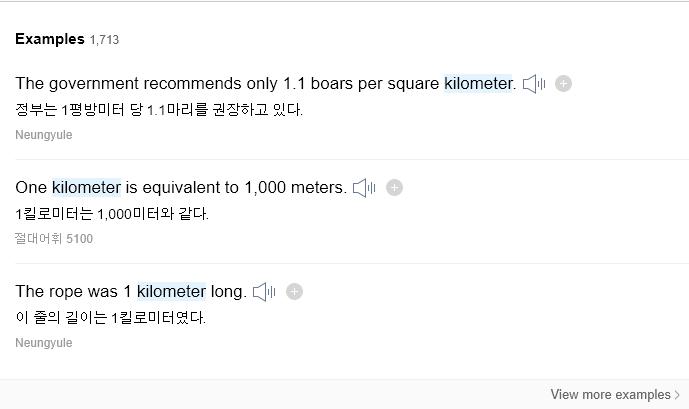 Examples 1,713
The government recommends only 1.1 boars per square kilometer.
정부는 1평방미터 당 1.1마리를 권장하고 있다.
Neungyule
One kilometer is equivalent to 1,000 meters.
1킬로미터는 1,000미터와 같다.
절대어휘 5100
The rope was 1 kilometer long.
이 줄의 길이는 1킬로미터였다.
Neungyule
View more examples